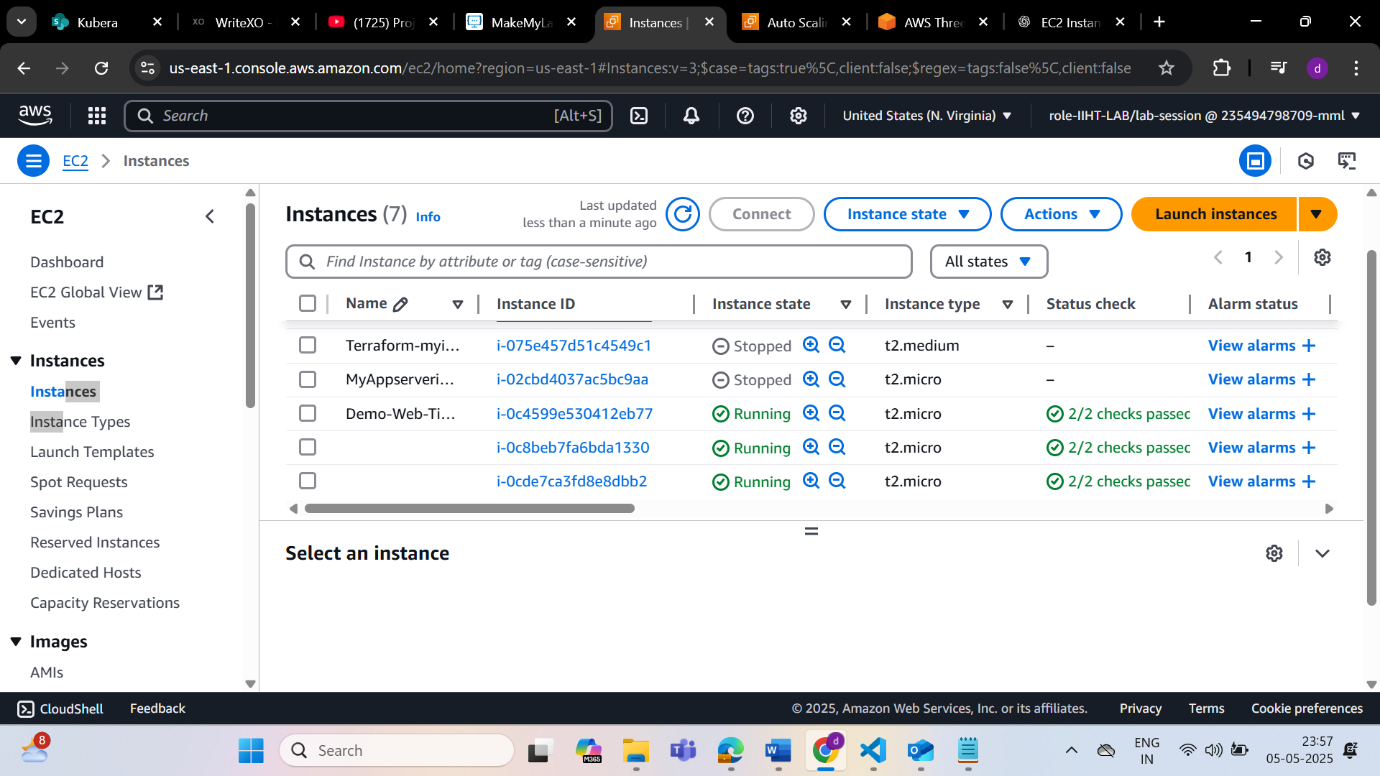 Kubera
XO WriteXO -
(1725) Proj
MakeMyLa
Instances |
Auto Scali
AWS Three
EC2 Instan
us-east-1.console.aws.amazon.com/ec2/home?region=us-east-1#Instances:v=3;$case=tags:true%5C,client:false;$regex=tags:false%5C,client:false
d
aws
Search [Alt+S]
United States (N. Virginia)
role-IIHT-LAB/lab-session @ 235494798709-mml
EC2 > Instances
EC2
Dashboard
EC2 Global View
Events
Instances
Instances
Instance Types
Launch Templates
Spot Requests
Savings Plans
Reserved Instances
Dedicated Hosts
Capacity Reservations
Images
AMIs
Instances (7) Info
Last updated
less than a minute ago
Connect
Instance state
Actions
Launch instances
Find Instance by attribute or tag (case-sensitive)
All states
1
Name Instance ID Instance state Instance type Status check Alarm status
Terraform-myi... i-075e457d51c4549c1 Stopped t2.medium – View alarms +
MyAppserveri... i-02cbd4037ac5bc9aa Stopped t2.micro – View alarms +
Demo-Web-Ti... i-0c4599e530412eb77 Running t2.micro 2/2 checks passec View alarms +
i-0c8beb7fa6bda1330 Running t2.micro 2/2 checks passec View alarms +
i-0cde7ca3fd8e8dbb2 Running t2.micro 2/2 checks passec View alarms +
Select an instance
CloudShell Feedback © 2025, Amazon Web Services, Inc. or its affiliates. Privacy Terms Cookie preferences
8
Search
M365
d
ENG
IN
23:57
05-05-2025